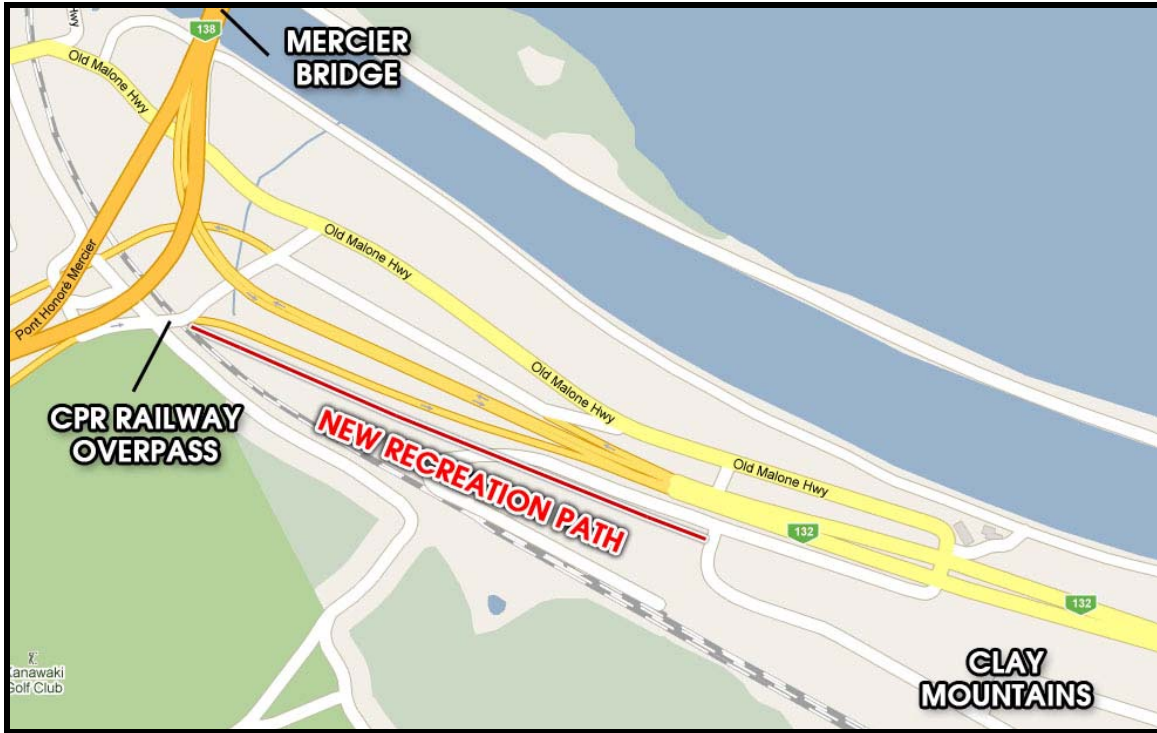 Hwy
138
MERCIER
BRIDGE
Old Malone Hwy
Pont Honoré Mercier
Old Malone Hwy
CPR RAILWAY
OVERPASS
Old Malone Hwy
NEW RECREATION PATH
Old Malone Hwy
132
132
Kanawaki
Golf Club
CLAY
MOUNTAINS